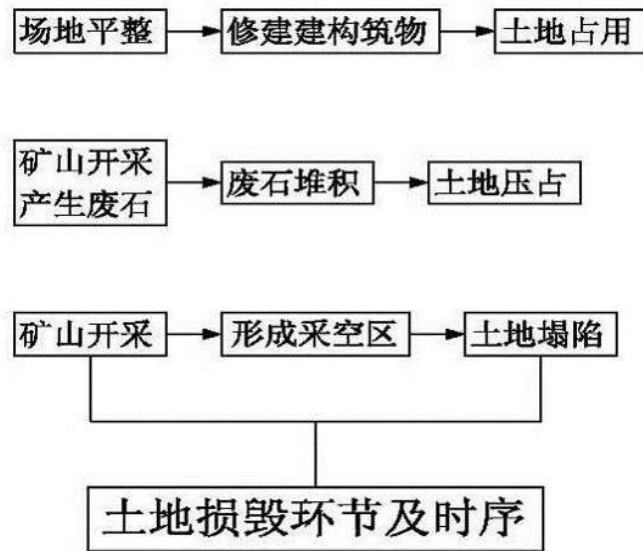 场地平整
修建建构筑物
土地占用
矿山开采
产生废石
废石堆积
土地压占
矿山开采
形成采空区
土地塌陷
土地损毁环节及时序